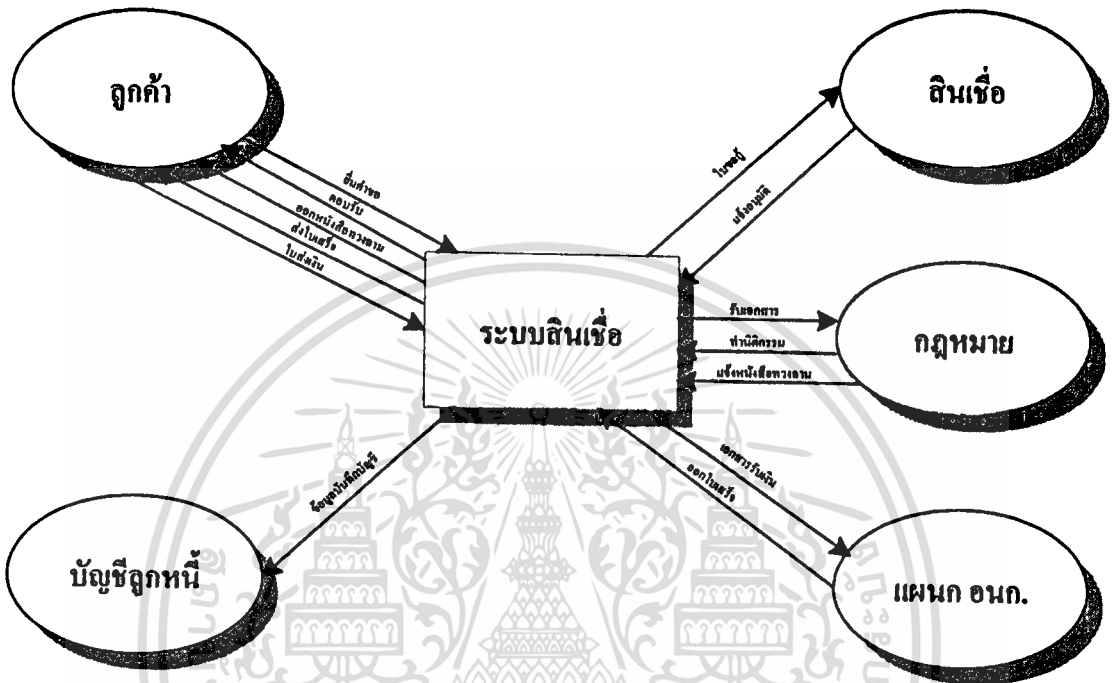 ลูกค้า
สินเชื่อ
ยื่นคำขอ
ตอบรับ
ออกหนังสือทวงถาม
ส่งใบเสร็จ
ใบส่งเงิน
ใบขอกู้
แจ้งอนุมัติ
ระบบสินเชื่อ
รับเอกสาร
ทำนิติกรรม
แจ้งหนังสือทวงถาม
กฎหมาย
ข้อมูลบันทึกบัญชี
เอกสารรับเงิน
ออกใบเสร็จ
บัญชีลูกหนี้
แผนก อนก.